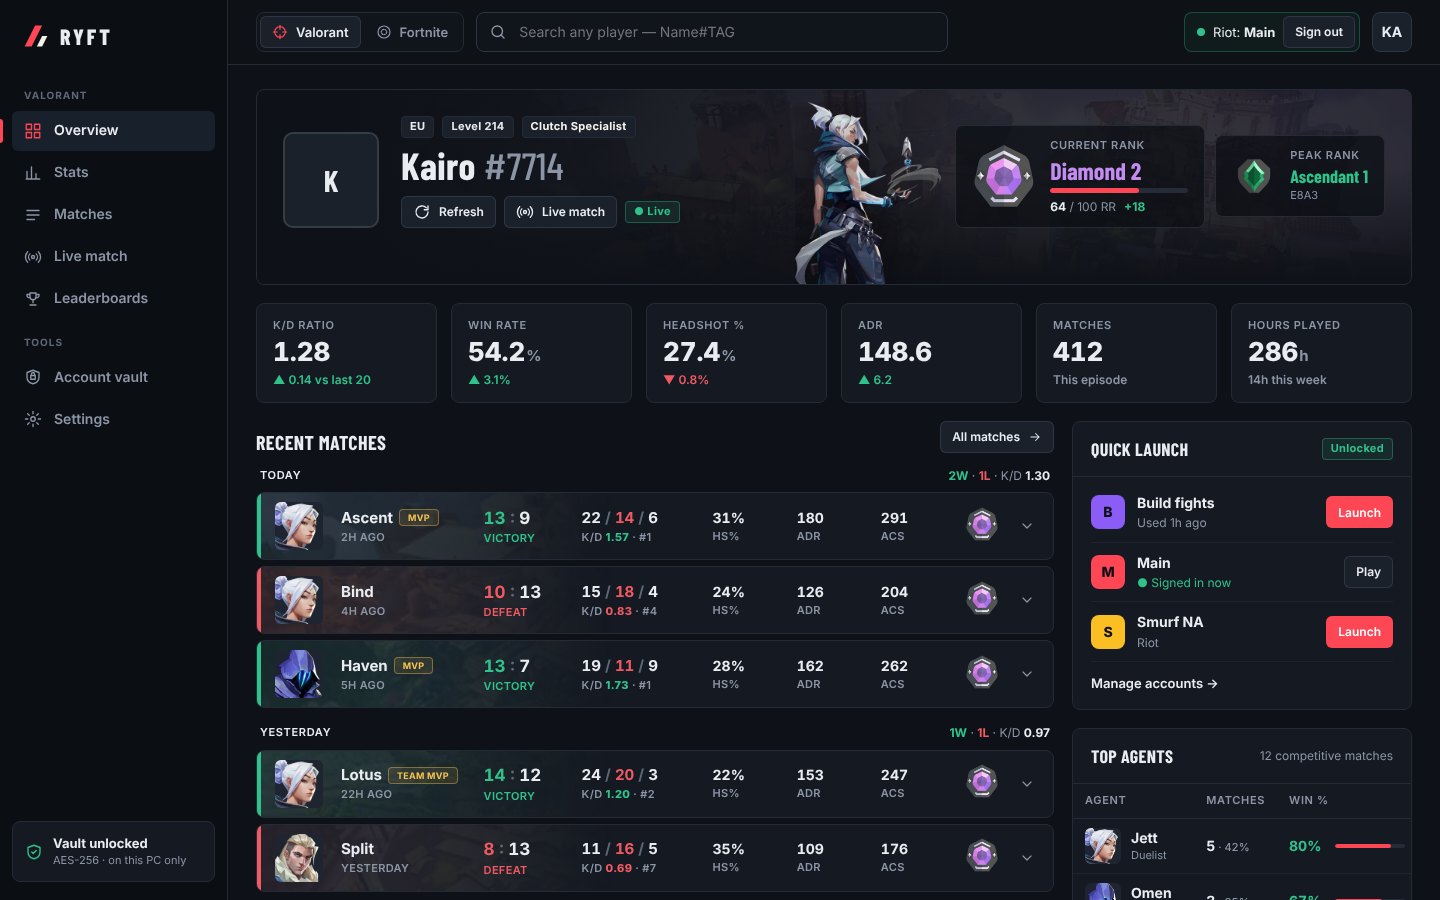 RYFT
Valorant
Fortnite
Search any player — Name#TAG
Riot: Main
Sign out
KA
VALORANT
Overview
Stats
Matches
Live match
Leaderboards
TOOLS
Account vault
Settings
Vault unlocked
AES-256 · on this PC only
K
EU
Level 214
Clutch Specialist
Kairo #7714
Refresh
Live match
Live
CURRENT RANK
Diamond 2
64 / 100 RR +18
PEAK RANK
Ascendant 1
E8A3
K/D RATIO
1.28
▲ 0.14 vs last 20
WIN RATE
54.2%
▲ 3.1%
HEADSHOT %
27.4%
▼ 0.8%
ADR
148.6
▲ 6.2
MATCHES
412
This episode
HOURS PLAYED
286h
14h this week
RECENT MATCHES
All matches →
TODAY
2W · 1L · K/D 1.30
Ascent MVP 13 : 9 22 / 14 / 6 31% 180 291
2H AGO VICTORY K/D 1.57 · #1 HS% ADR ACS
Bind 10 : 13 15 / 18 / 4 24% 126 204
4H AGO DEFEAT K/D 0.83 · #4 HS% ADR ACS
Haven MVP 13 : 7 19 / 11 / 9 28% 162 262
5H AGO VICTORY K/D 1.73 · #1 HS% ADR ACS
YESTERDAY
1W · 1L · K/D 0.97
Lotus TEAM MVP 14 : 12 24 / 20 / 3 22% 153 247
22H AGO VICTORY K/D 1.20 · #2 HS% ADR ACS
Split 8 : 13 11 / 16 / 5 35% 109 176
YESTERDAY DEFEAT K/D 0.69 · #7 HS% ADR ACS
QUICK LAUNCH
Unlocked
B
Build fights
Used 1h ago
Launch
M
Main
Signed in now
Play
S
Smurf NA
Riot
Launch
Manage accounts →
TOP AGENTS
12 competitive matches
AGENT MATCHES WIN %
Jett
Duelist
5 · 42%
80%
Omen